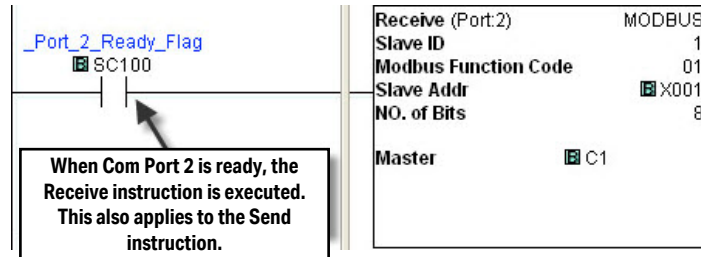 _Port_2_Ready_Flag
B SC100
When Com Port 2 is ready, the
Receive instruction is executed.
This also applies to the Send
instruction.
Receive (Port:2) MODBUS
Slave ID 1
Modbus Function Code 01
Slave Addr B X001
NO. of Bits 8
Master B C1